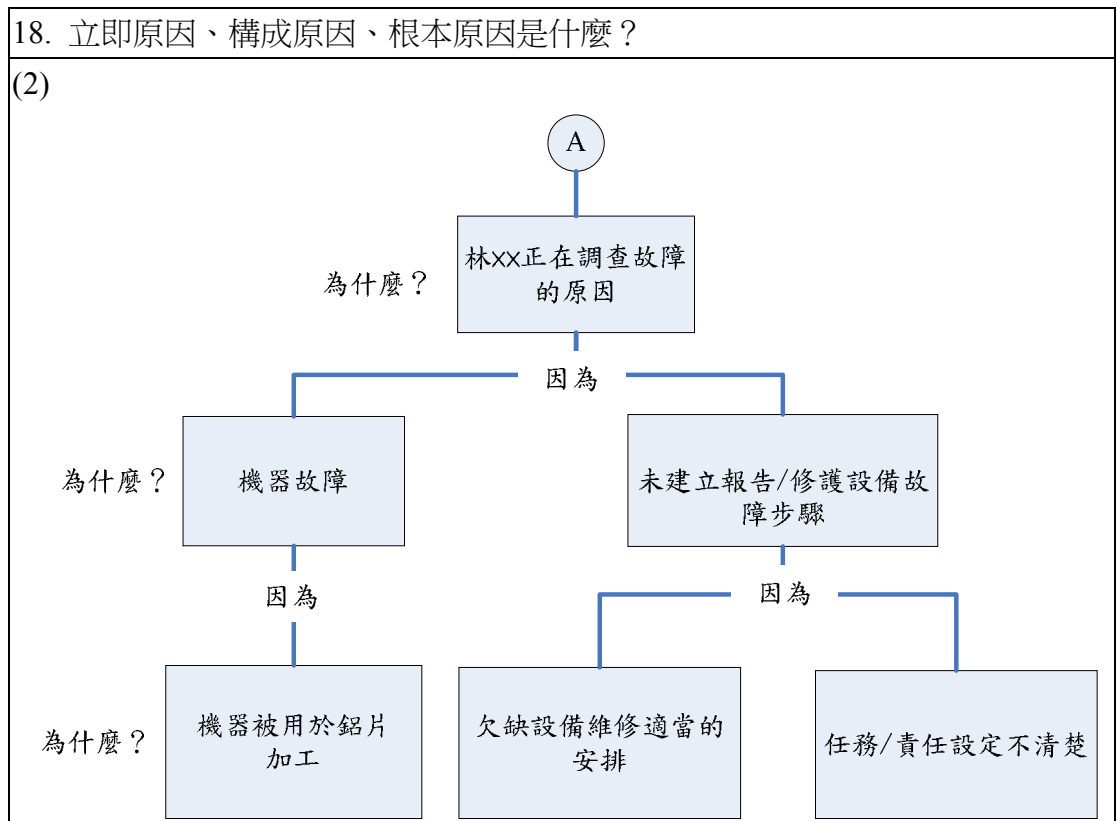 18. 立即原因、構成原因、根本原因是什麼？
(2)
A
為什麼？
林xx正在調查故障
的原因
因為
為什麼？
機器故障
未建立報告/修護設備故
障步驟
因為
因為
為什麼？
機器被用於鋁片
加工
欠缺設備維修適當的
安排
任務/責任設定不清楚